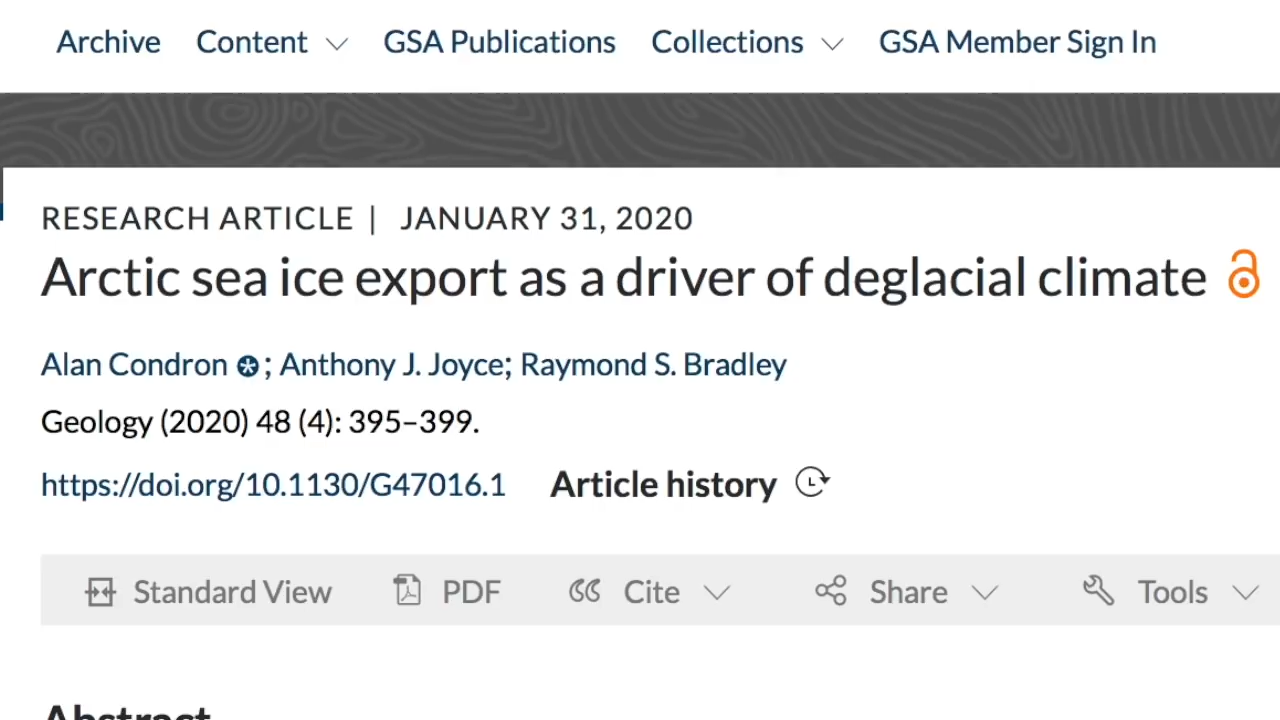 Archive Content GSA Publications Collections GSA Member Sign In
RESEARCH ARTICLE | JANUARY 31, 2020
Arctic sea ice export as a driver of deglacial climate
Alan Condron ; Anthony J. Joyce; Raymond S. Bradley
Geology (2020) 48 (4): 395–399.
https://doi.org/10.1130/G47016.1 Article history
Standard View PDF Cite Share Tools
Abstract